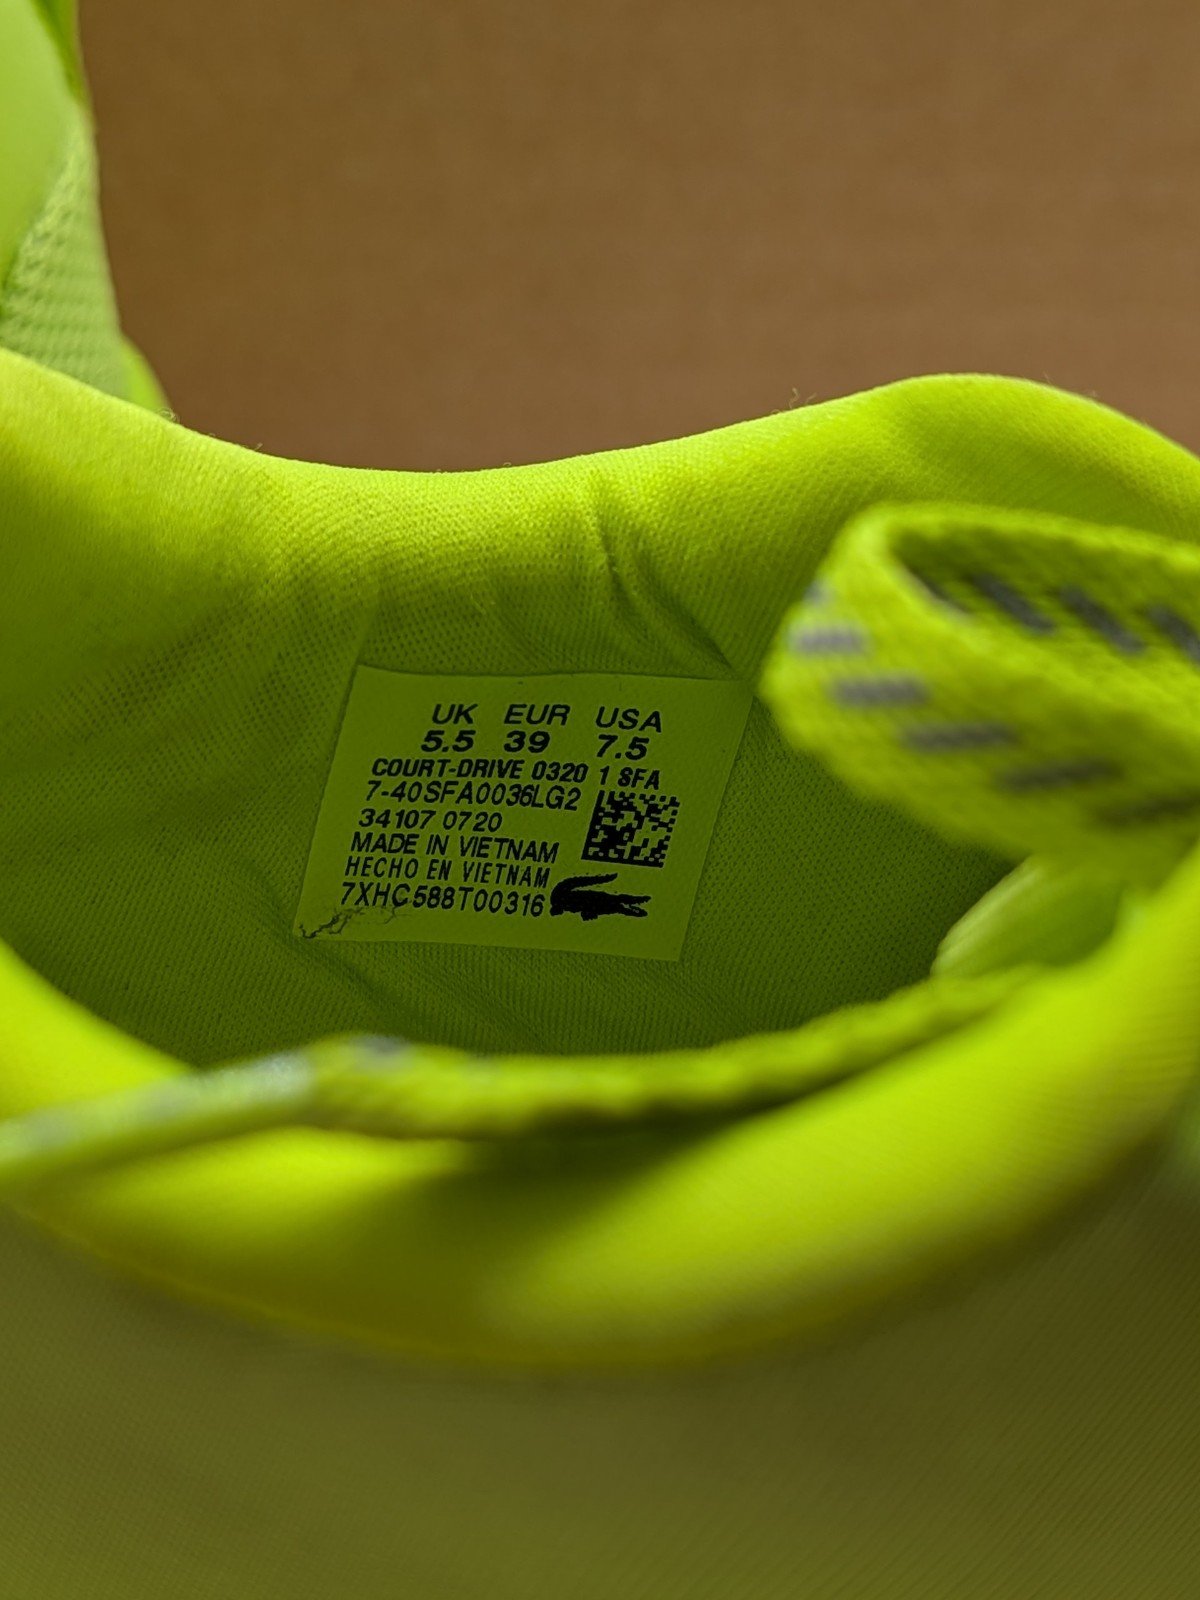 UK EUR USA
5.5 39 7.5
COURT-DRIVE 0320 1 SFA
7-40SFA0036LG2
34107 0720
MADE IN VIETNAM
HECHO EN VIETNAM
7XHC588T00316